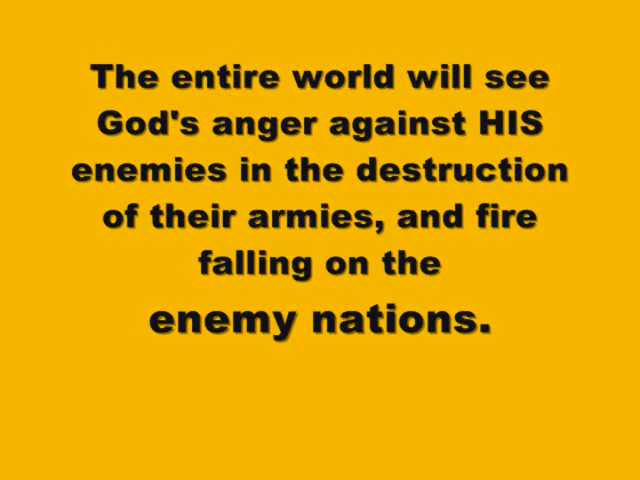 The entire world will see
God's anger against HIS
enemies in the destruction
of their armies, and fire
falling on the
enemy nations.